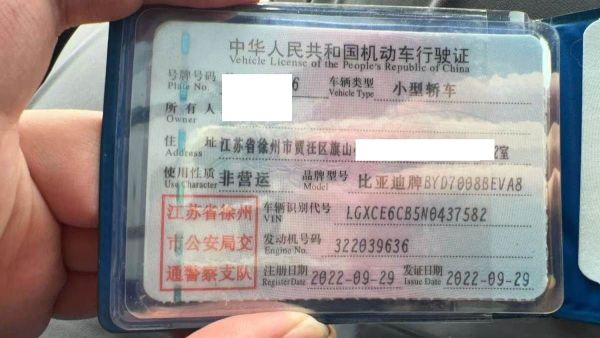 中华人民共和国机动车行驶证
Vehicle License of the People's Republic of China
号牌号码 6 车辆类型 小型轿车
Plate No. Vehicle Type
所有人
Owner
住址 江苏省徐州市贾汪区旗山 2室
Address
使用性质 非营运 品牌型号 比亚迪牌BYD7008BEVA8
Use Character Model
江苏省徐州
市公安局交
通警察支队
车辆识别代号 LGXCE6CB5N0437582
VIN
发动机号码 322039636
Engine No.
注册日期 2022-09-29 发证日期 2022-09-29
Register Date Issue Date